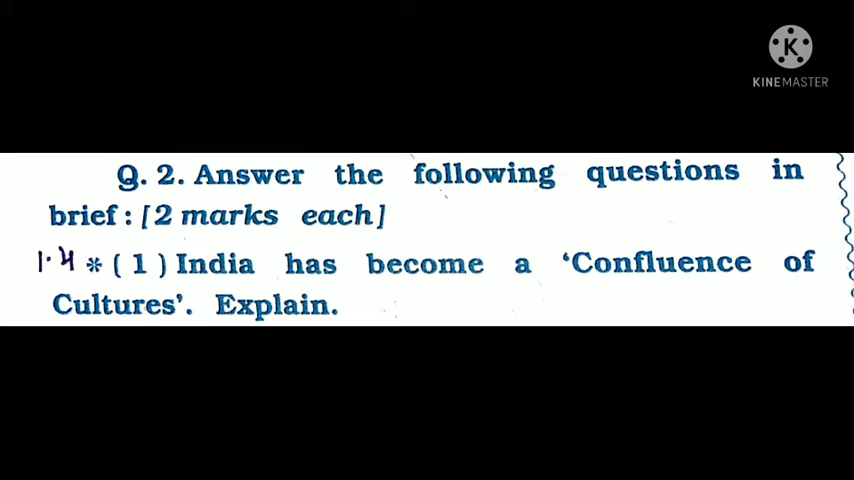 KINEMASTER
Q. 2. Answer the following questions in
brief : [2 marks each]
1.4 * ( 1 ) India has become a ‘Confluence of
Cultures’. Explain.